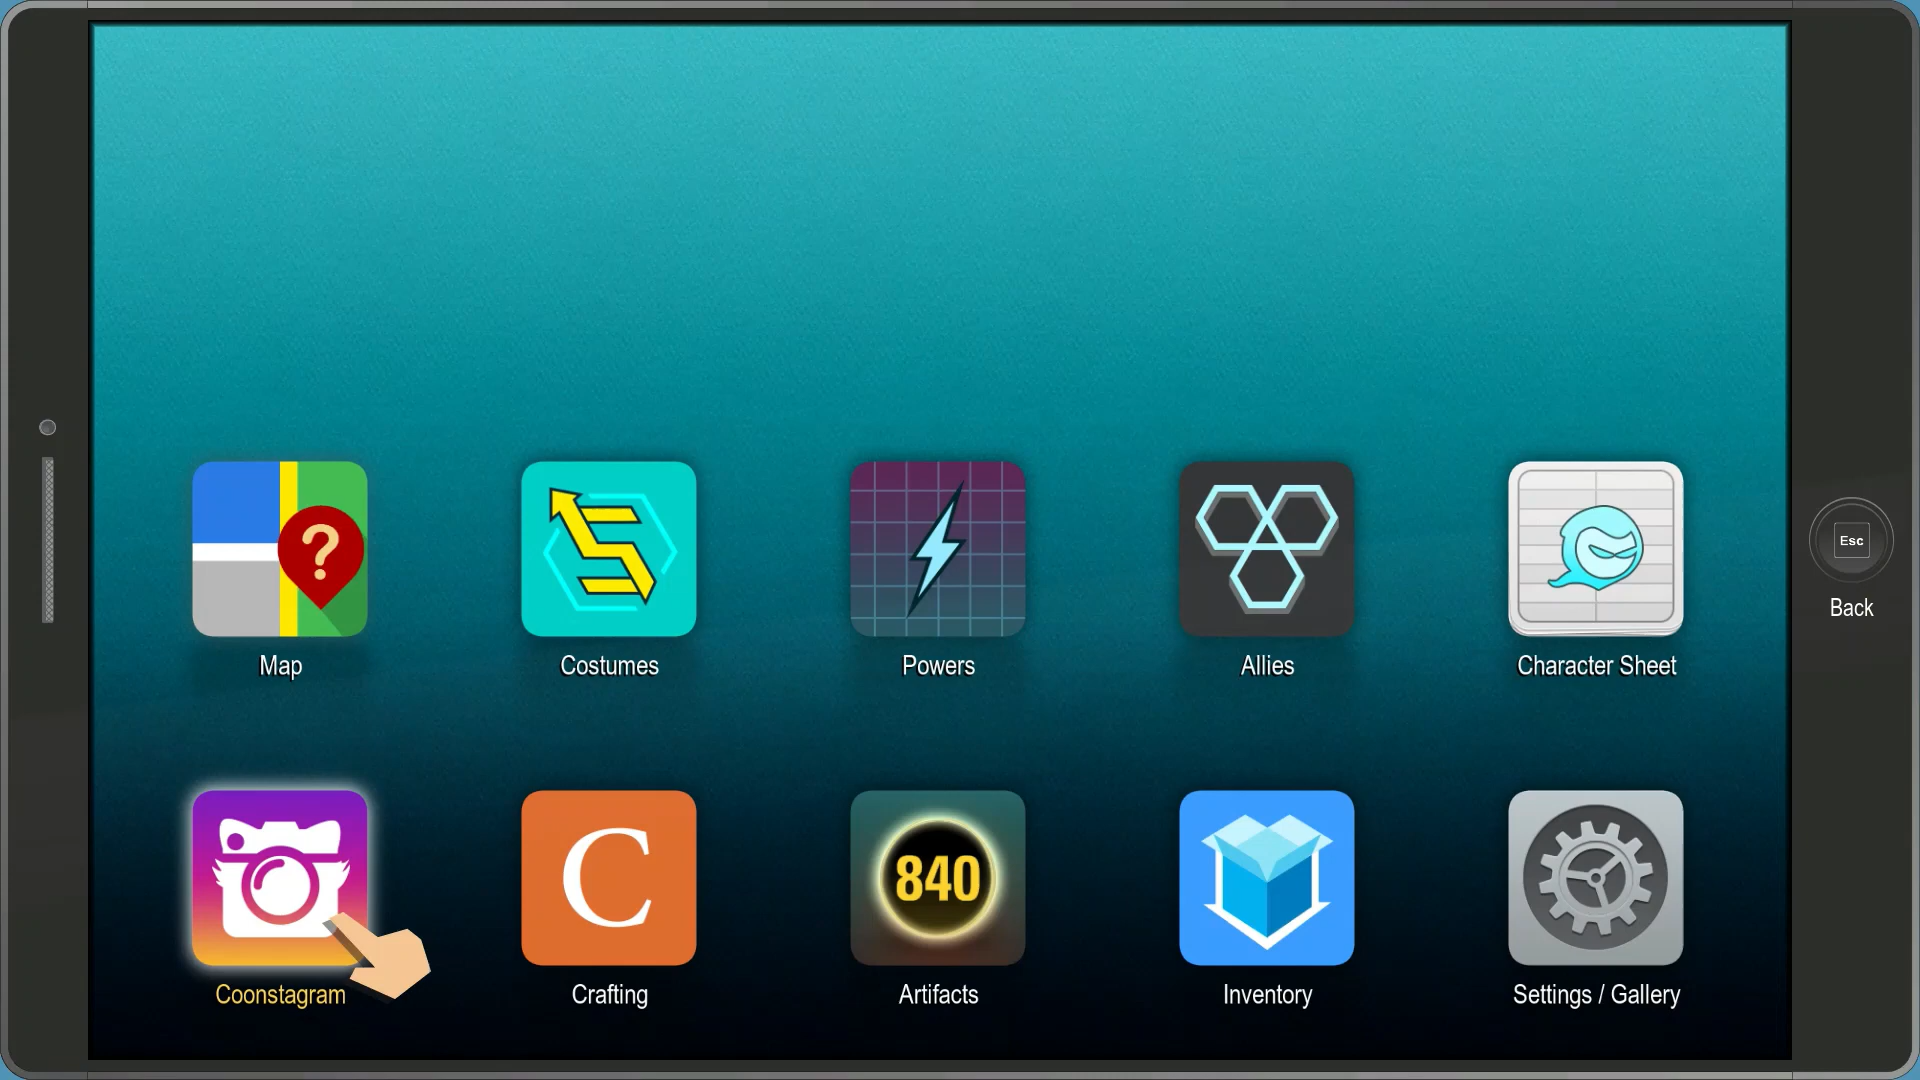 ?
Map
Costumes
Powers
Allies
Character Sheet
Esc
Back
Coonstagram
C
Crafting
840
Artifacts
Inventory
Settings / Gallery